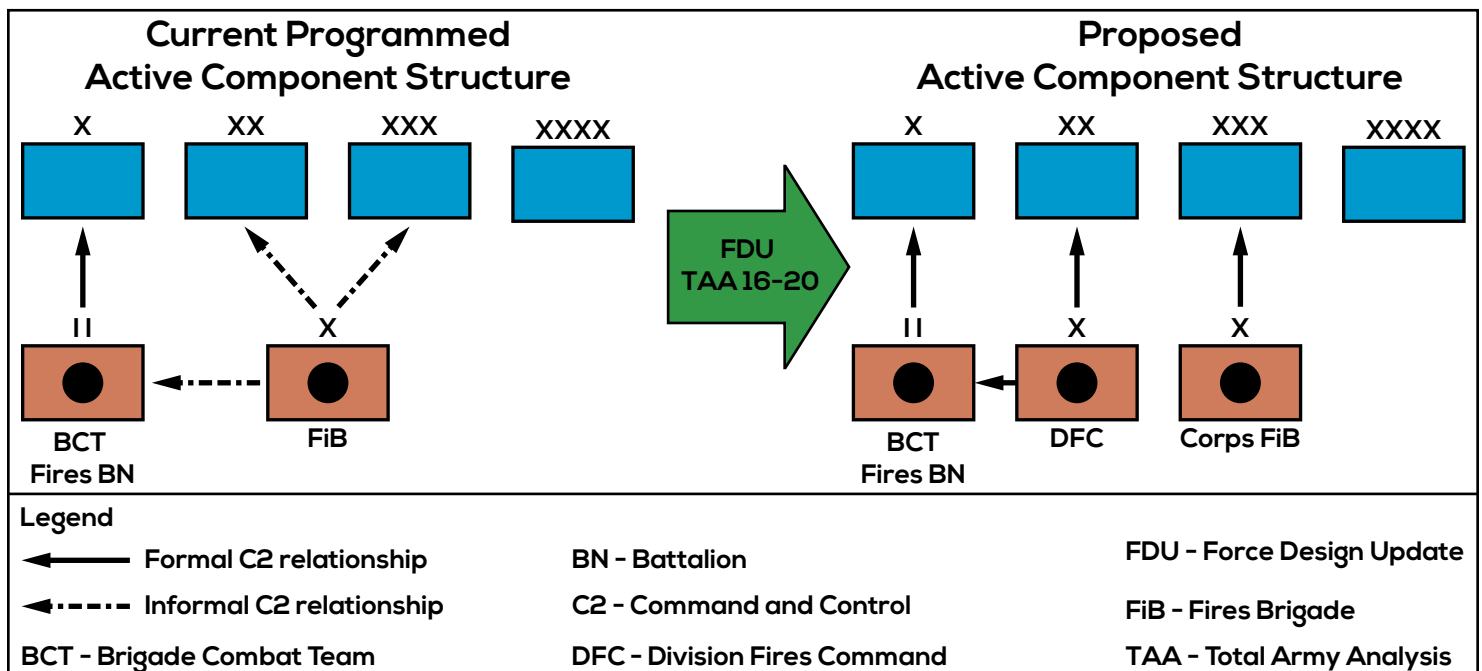 Current Programmed
Active Component Structure
X XX XXX XXXX
II X
BCT
Fires BN
FiB
FDU
TAA 16-20
Proposed
Active Component Structure
X XX XXX XXXX
II X X
BCT
Fires BN
DFC
Corps FiB
Legend
Formal C2 relationship
Informal C2 relationship
BCT - Brigade Combat Team
BN - Battalion
C2 - Command and Control
DFC - Division Fires Command
FDU - Force Design Update
FiB - Fires Brigade
TAA - Total Army Analysis